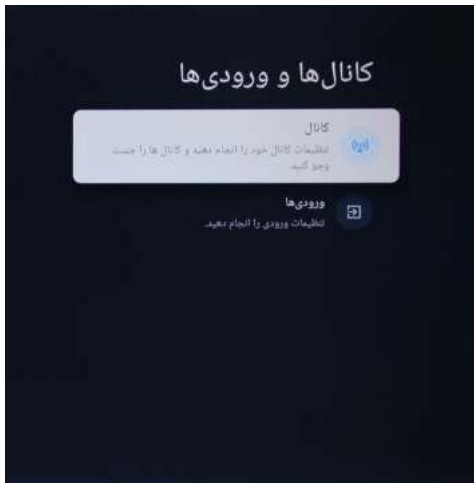 کانال‌ها و ورودی‌ها
کانال
تنظیمات کانال خود را انجام دهید و کانال ها را جست
وجو کنید.
ورودی‌ها
تنظیمات ورودی را انجام دهید.